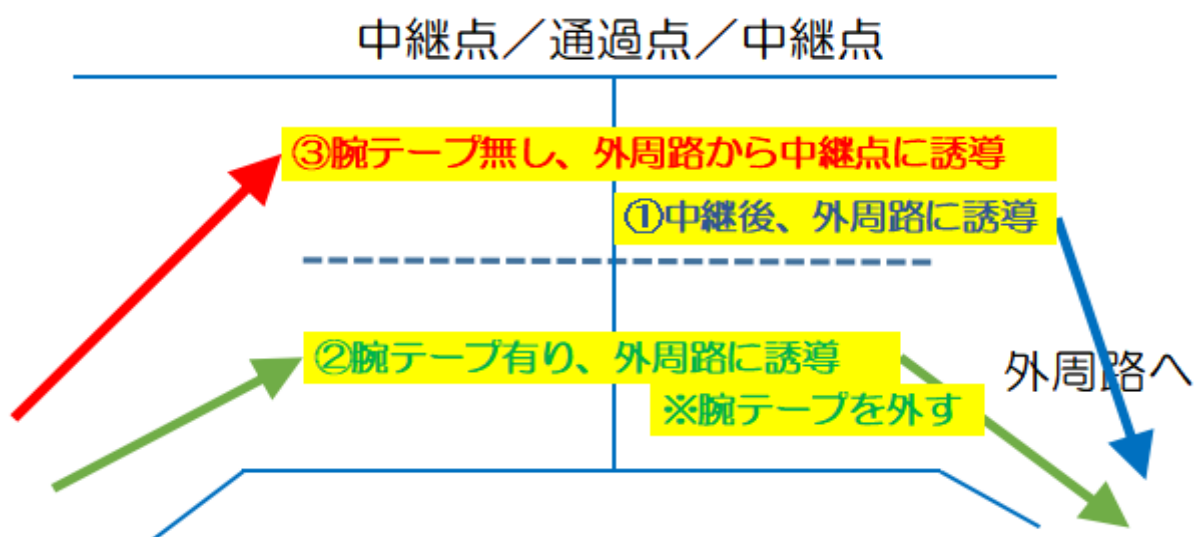 中継点／通過点／中継点
③腕テープ無し、外周路から中継点に誘導
①中継後、外周路に誘導
②腕テープ有り、外周路に誘導
外周路へ
※腕テープを外す